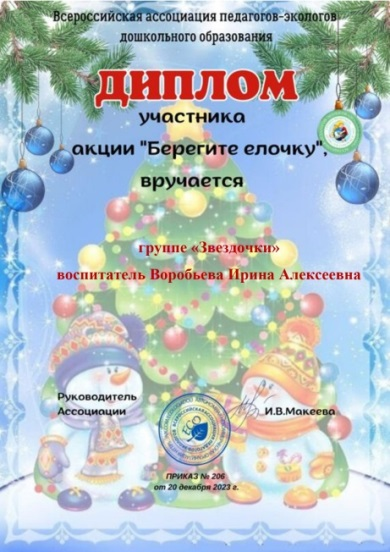 Всероссийская ассоциация педагогов-экологов
дошкольного образования
ДИПЛОМ
участника
акции "Берегите елочку",
вручается
группе «Звездочки»
воспитатель Воробьева Ирина Алексеевна
Руководитель
Ассоциации
И.В.Макеева
ПРИКАЗ № 206
от 20 декабря 2023 г.